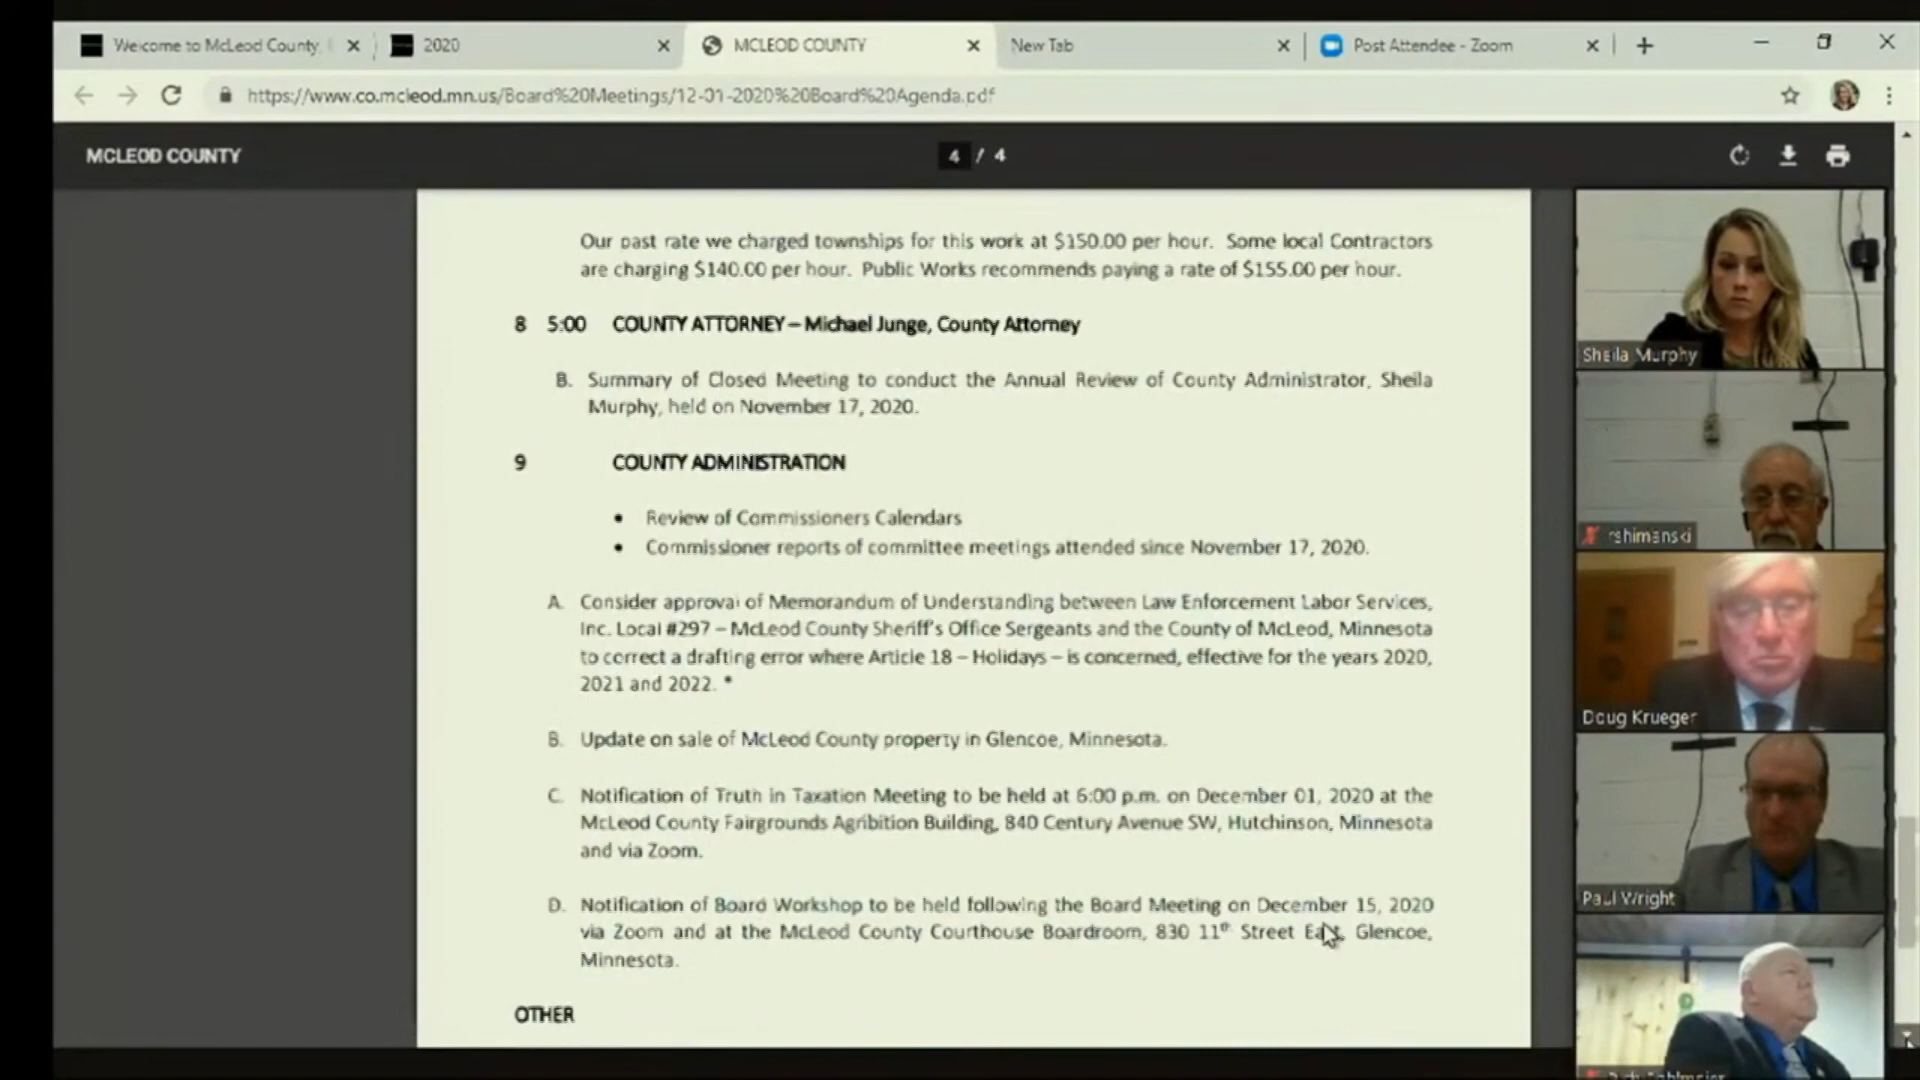 Welcome to McLeod County,
2020
MCLEOD COUNTY
New Tab
Post Attendee - Zoom
https://www.co.mcleod.mn.us/Board%20Meetings/12-01-2020%20Board%20Agenda.pdf
MCLEOD COUNTY
4 / 4
Our past rate we charged townships for this work at $150.00 per hour. Some local Contractors
are charging $140.00 per hour. Public Works recommends paying a rate of $155.00 per hour.
8 5:00 COUNTY ATTORNEY – Michael Junge, County Attorney
B. Summary of Closed Meeting to conduct the Annual Review of County Administrator, Sheila
Murphy, held on November 17, 2020.
9 COUNTY ADMINISTRATION
• Review of Commissioners Calendars
• Commissioner reports of committee meetings attended since November 17, 2020.
A. Consider approval of Memorandum of Understanding between Law Enforcement Labor Services,
Inc. Local #297 – McLeod County Sheriff's Office Sergeants and the County of McLeod, Minnesota
to correct a drafting error where Article 18 – Holidays – is concerned, effective for the years 2020,
2021 and 2022. *
B. Update on sale of McLeod County property in Glencoe, Minnesota.
C. Notification of Truth in Taxation Meeting to be held at 6:00 p.m. on December 01, 2020 at the
McLeod County Fairgrounds Agribition Building, 840 Century Avenue SW, Hutchinson, Minnesota
and via Zoom.
D. Notification of Board Workshop to be held following the Board Meeting on December 15, 2020
via Zoom and at the McLeod County Courthouse Boardroom, 830 11th Street East, Glencoe,
Minnesota.
OTHER
Sheila Murphy
rshimanski
Doug Krueger
Paul Wright